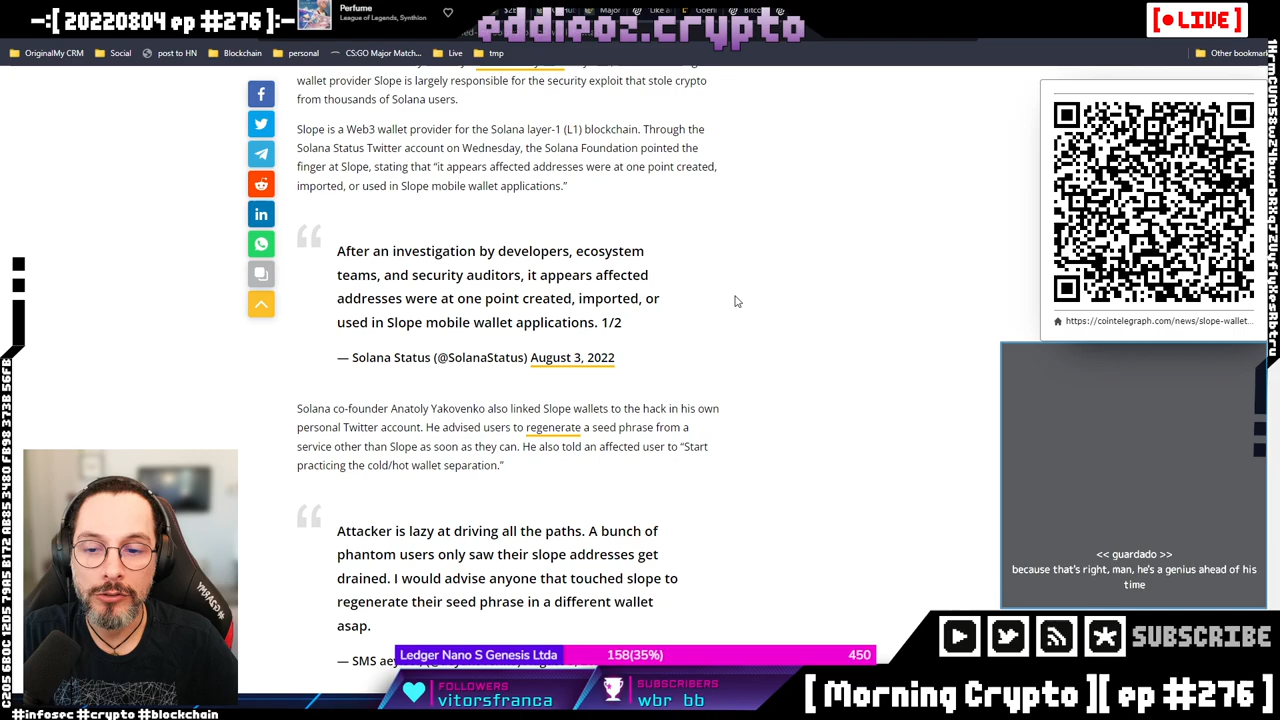 —:[ 20220804 ep #276 ]:—
Perfume
League of Legends, Synthion
eddieoz.crypto
[ LIVE ]
OriginalMy CRM
Social
post to HN
Blockchain
personal
CS:GO Major Match...
Live
tmp
Other bookmar
wallet provider Slope is largely responsible for the security exploit that stole crypto
from thousands of Solana users.
Slope is a Web3 wallet provider for the Solana layer-1 (L1) blockchain. Through the
Solana Status Twitter account on Wednesday, the Solana Foundation pointed the
finger at Slope, stating that “it appears affected addresses were at one point created,
imported, or used in Slope mobile wallet applications.”
After an investigation by developers, ecosystem
teams, and security auditors, it appears affected
addresses were at one point created, imported, or
used in Slope mobile wallet applications. 1/2
— Solana Status (@SolanaStatus) August 3, 2022
Solana co-founder Anatoly Yakovenko also linked Slope wallets to the hack in his own
personal Twitter account. He advised users to regenerate a seed phrase from a
service other than Slope as soon as they can. He also told an affected user to “Start
practicing the cold/hot wallet separation.”
Attacker is lazy at driving all the paths. A bunch of
phantom users only saw their slope addresses get
drained. I would advise anyone that touched slope to
regenerate their seed phrase in a different wallet
asap.
— SMS
https://cointelegraph.com/news/slope-wallet...
<< guardado >>
because that's right, man, he's a genius ahead of his
time
Ledger Nano S Genesis Ltda
158(35%)
450
FOLLOWERS
vitorsfranca
SUBSCRIBERS
wbr_bb
SUBSCRIBE
[ Morning Crypto ][ ep #276 ]
#infosec #crypto #blockchain